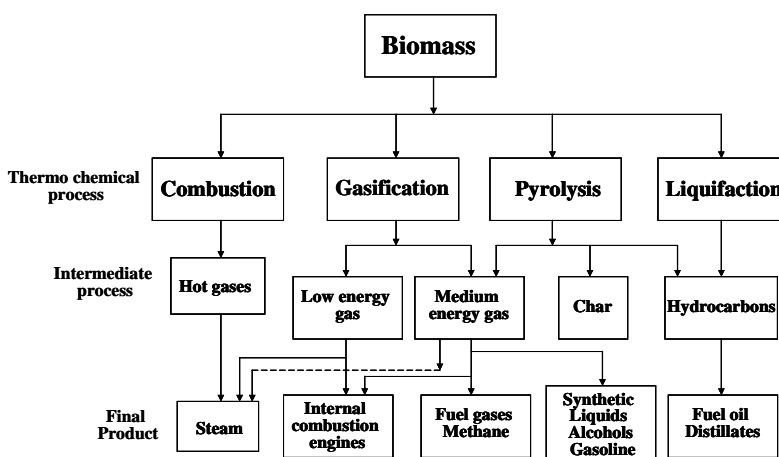 Biomass
Thermo chemical
process
Combustion
Gasification
Pyrolysis
Liquifaction
Intermediate
process
Hot gases
Low energy
gas
Medium
energy gas
Char
Hydrocarbons
Final
Product
Steam
Internal
combustion
engines
Fuel gases
Methane
Synthetic
Liquids
Alcohols
Gasoline
Fuel oil
Distillates